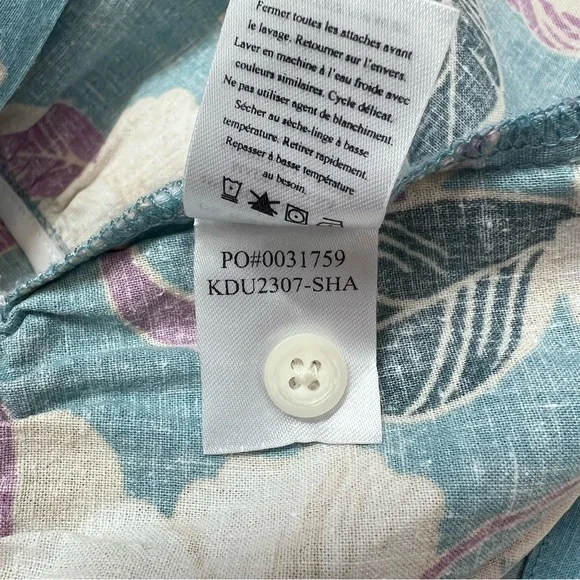 Fermer toutes les attaches avant
le lavage. Retourner sur l'envers.
Laver en machine à l'eau froide avec
couleurs similaires. Cycle délicat.
Ne pas utiliser agent de blanchiment.
Sécher au sèche-linge à basse
température. Retirer rapidement.
Repasser à basse température
au besoin.
PO#0031759
KDU2307-SHA